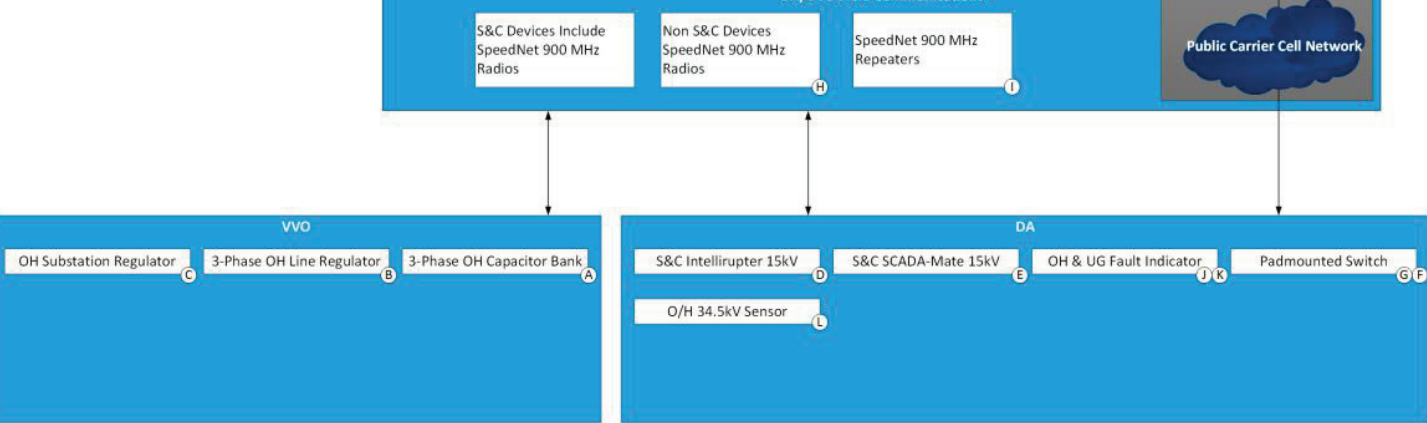 S&C Devices Include
SpeedNet 900 MHz
Radios
Non S&C Devices
SpeedNet 900 MHz
Radios
H
SpeedNet 900 MHz
Repeaters
I
Public Carrier Cell Network
VVO
OH Substation Regulator
C
3-Phase OH Line Regulator
B
3-Phase OH Capacitor Bank
A
DA
S&C Intellirupter 15kV
D
S&C SCADA-Mate 15kV
E
OH & UG Fault Indicator
J K
Padmounted Switch
G F
O/H 34.5kV Sensor
L